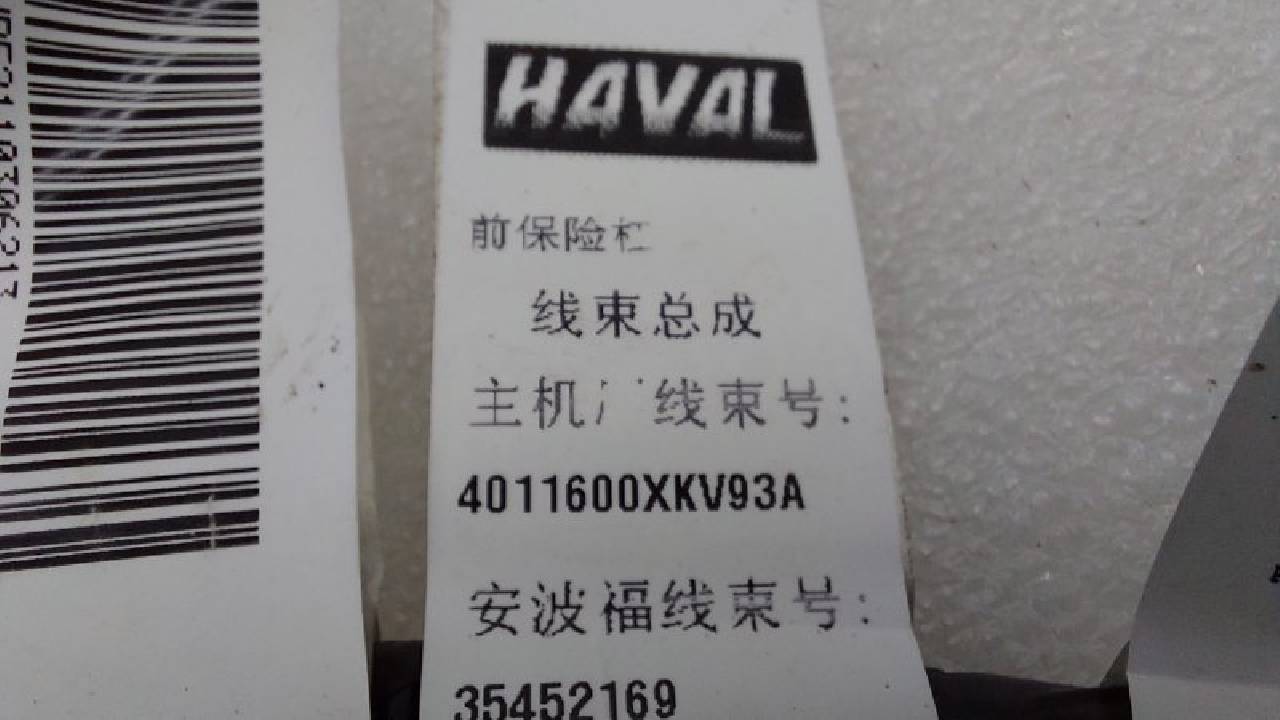 HAVAL
前保险杠
线束总成
主机厂线束号:
4011600XKV93A
安波福线束号:
35452169